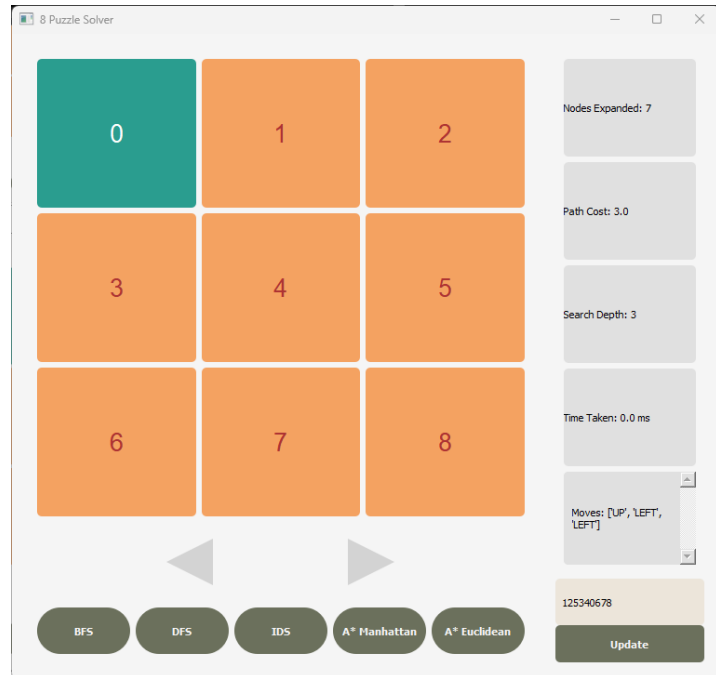 8 Puzzle Solver
0 1 2
3 4 5
6 7 8
Nodes Expanded: 7
Path Cost: 3.0
Search Depth: 3
Time Taken: 0.0 ms
Moves: ['UP', 'LEFT',
'LEFT']
125340678
Update
BFS DFS IDS A* Manhattan A* Euclidean